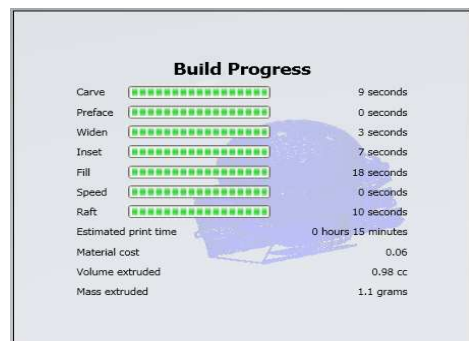 Build Progress
Carve 9 seconds
Preface 0 seconds
Widen 3 seconds
Inset 7 seconds
Fill 18 seconds
Speed 0 seconds
Raft 10 seconds
Estimated print time 0 hours 15 minutes
Material cost 0.06
Volume extruded 0.98 cc
Mass extruded 1.1 grams